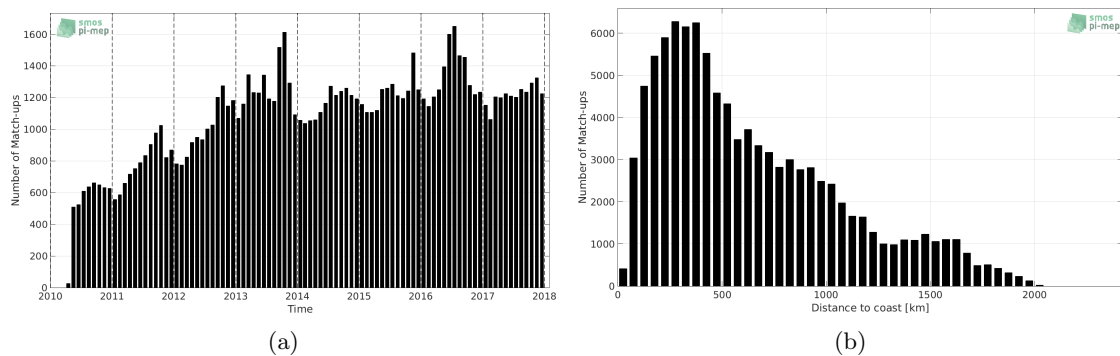 smos
pi-mep
Number of Match-ups
1600
1400
1200
1000
800
600
400
200
0
2010 2011 2012 2013 2014 2015 2016 2017 2018
Time
(a)
smos
pi-mep
Number of Match-ups
6000
5000
4000
3000
2000
1000
0
0 500 1000 1500 2000
Distance to coast [km]
(b)